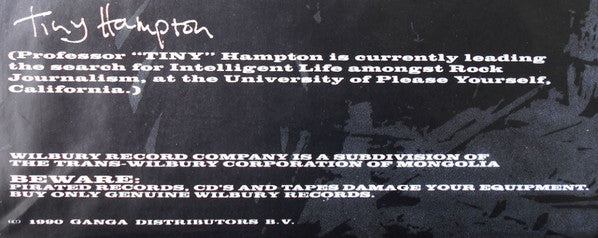 Tiny Hampton
(Professor "TINY" Hampton is currently leading
the search for Intelligent Life amongst Rock
Journalism, at the University of Please Yourself,
California.)
WILBURY RECORD COMPANY IS A SUBDIVISION OF
THE TRANS-WILBURY CORPORATION OF MONGOLIA
BEWARE:
PIRATED RECORDS, CD'S AND TAPES DAMAGE YOUR EQUIPMENT.
BUY ONLY GENUINE WILBURY RECORDS.
1990 GANGA DISTRIBUTORS B.V.